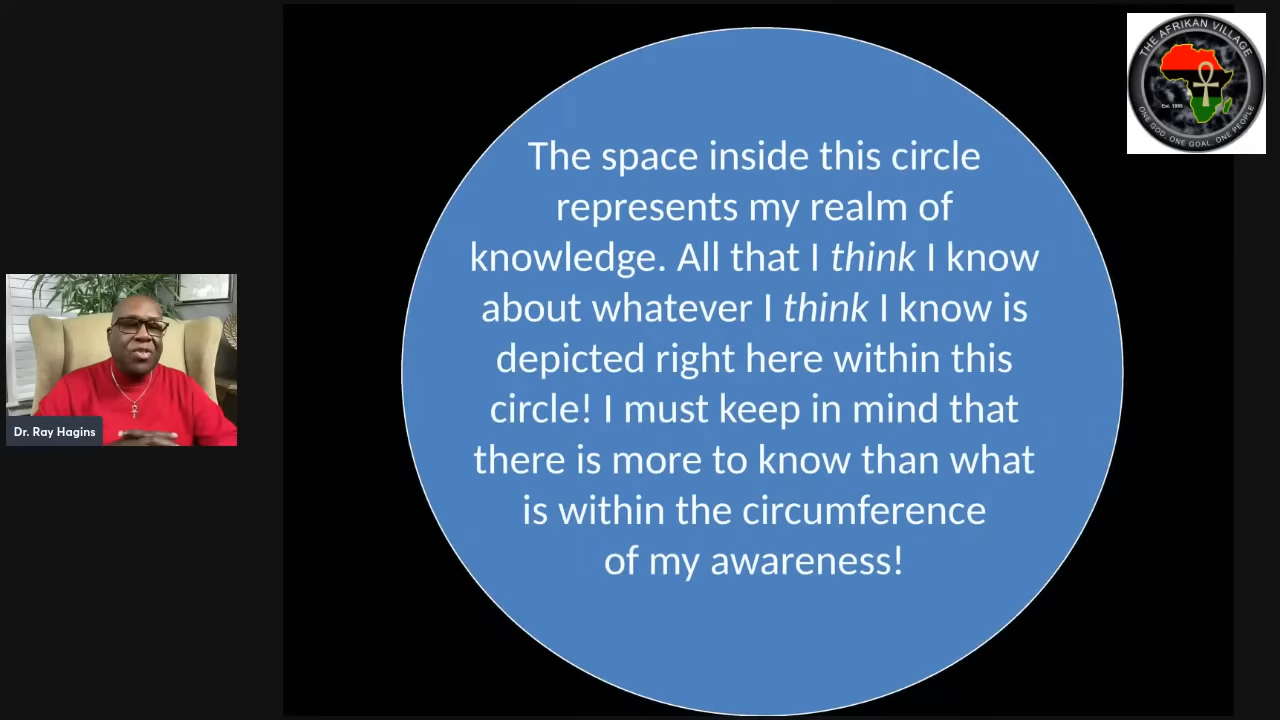 The space inside this circle
represents my realm of
knowledge. All that I think I know
about whatever I think I know is
depicted right here within this
circle! I must keep in mind that
there is more to know than what
is within the circumference
of my awareness!
Dr. Ray Hagins
THE AFRIKAN VILLAGE
Est. 1995
ONE GOD. ONE GOAL. ONE PEOPLE